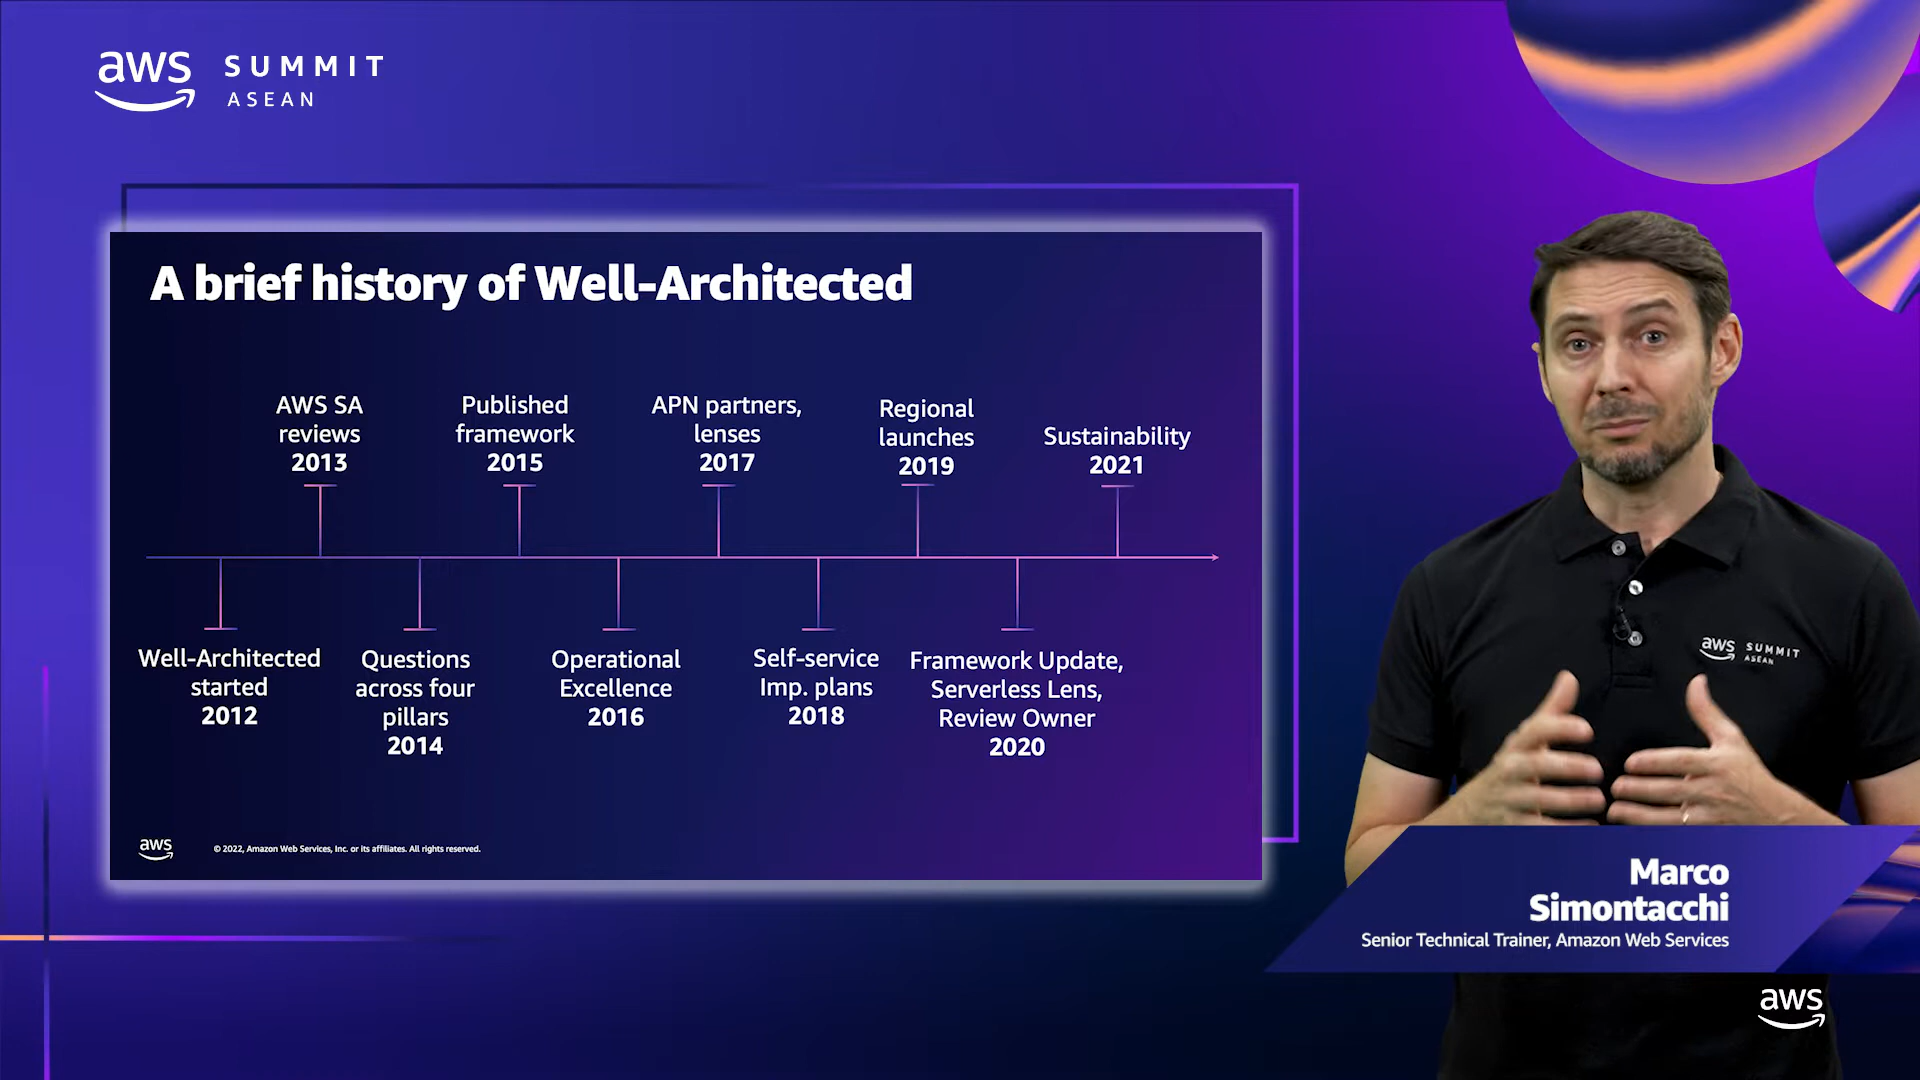 aws SUMMIT
ASEAN
A brief history of Well-Architected
AWS SA
reviews
2013
Published
framework
2015
APN partners,
lenses
2017
Regional
launches
2019
Sustainability
2021
Well-Architected
started
2012
Questions
across four
pillars
2014
Operational
Excellence
2016
Self-service
Imp. plans
2018
Framework Update,
Serverless Lens,
Review Owner
2020
aws
© 2022, Amazon Web Services, Inc. or its affiliates. All rights reserved.
aws SUMMIT
ASEAN
Marco
Simontacchi
Senior Technical Trainer, Amazon Web Services
aws